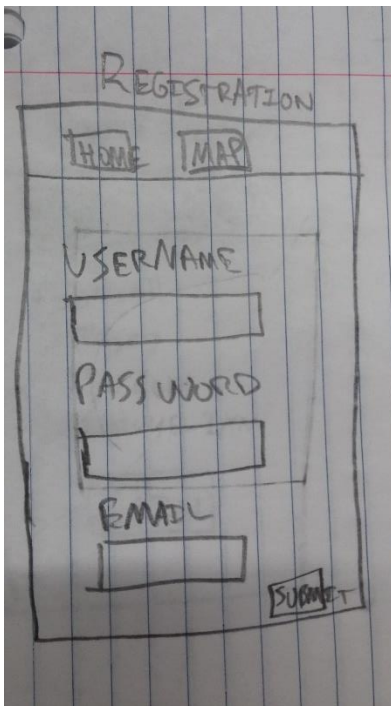 REGISTRATION
HOME MAP
USERNAME
PASSWORD
EMAIL
SUBMIT